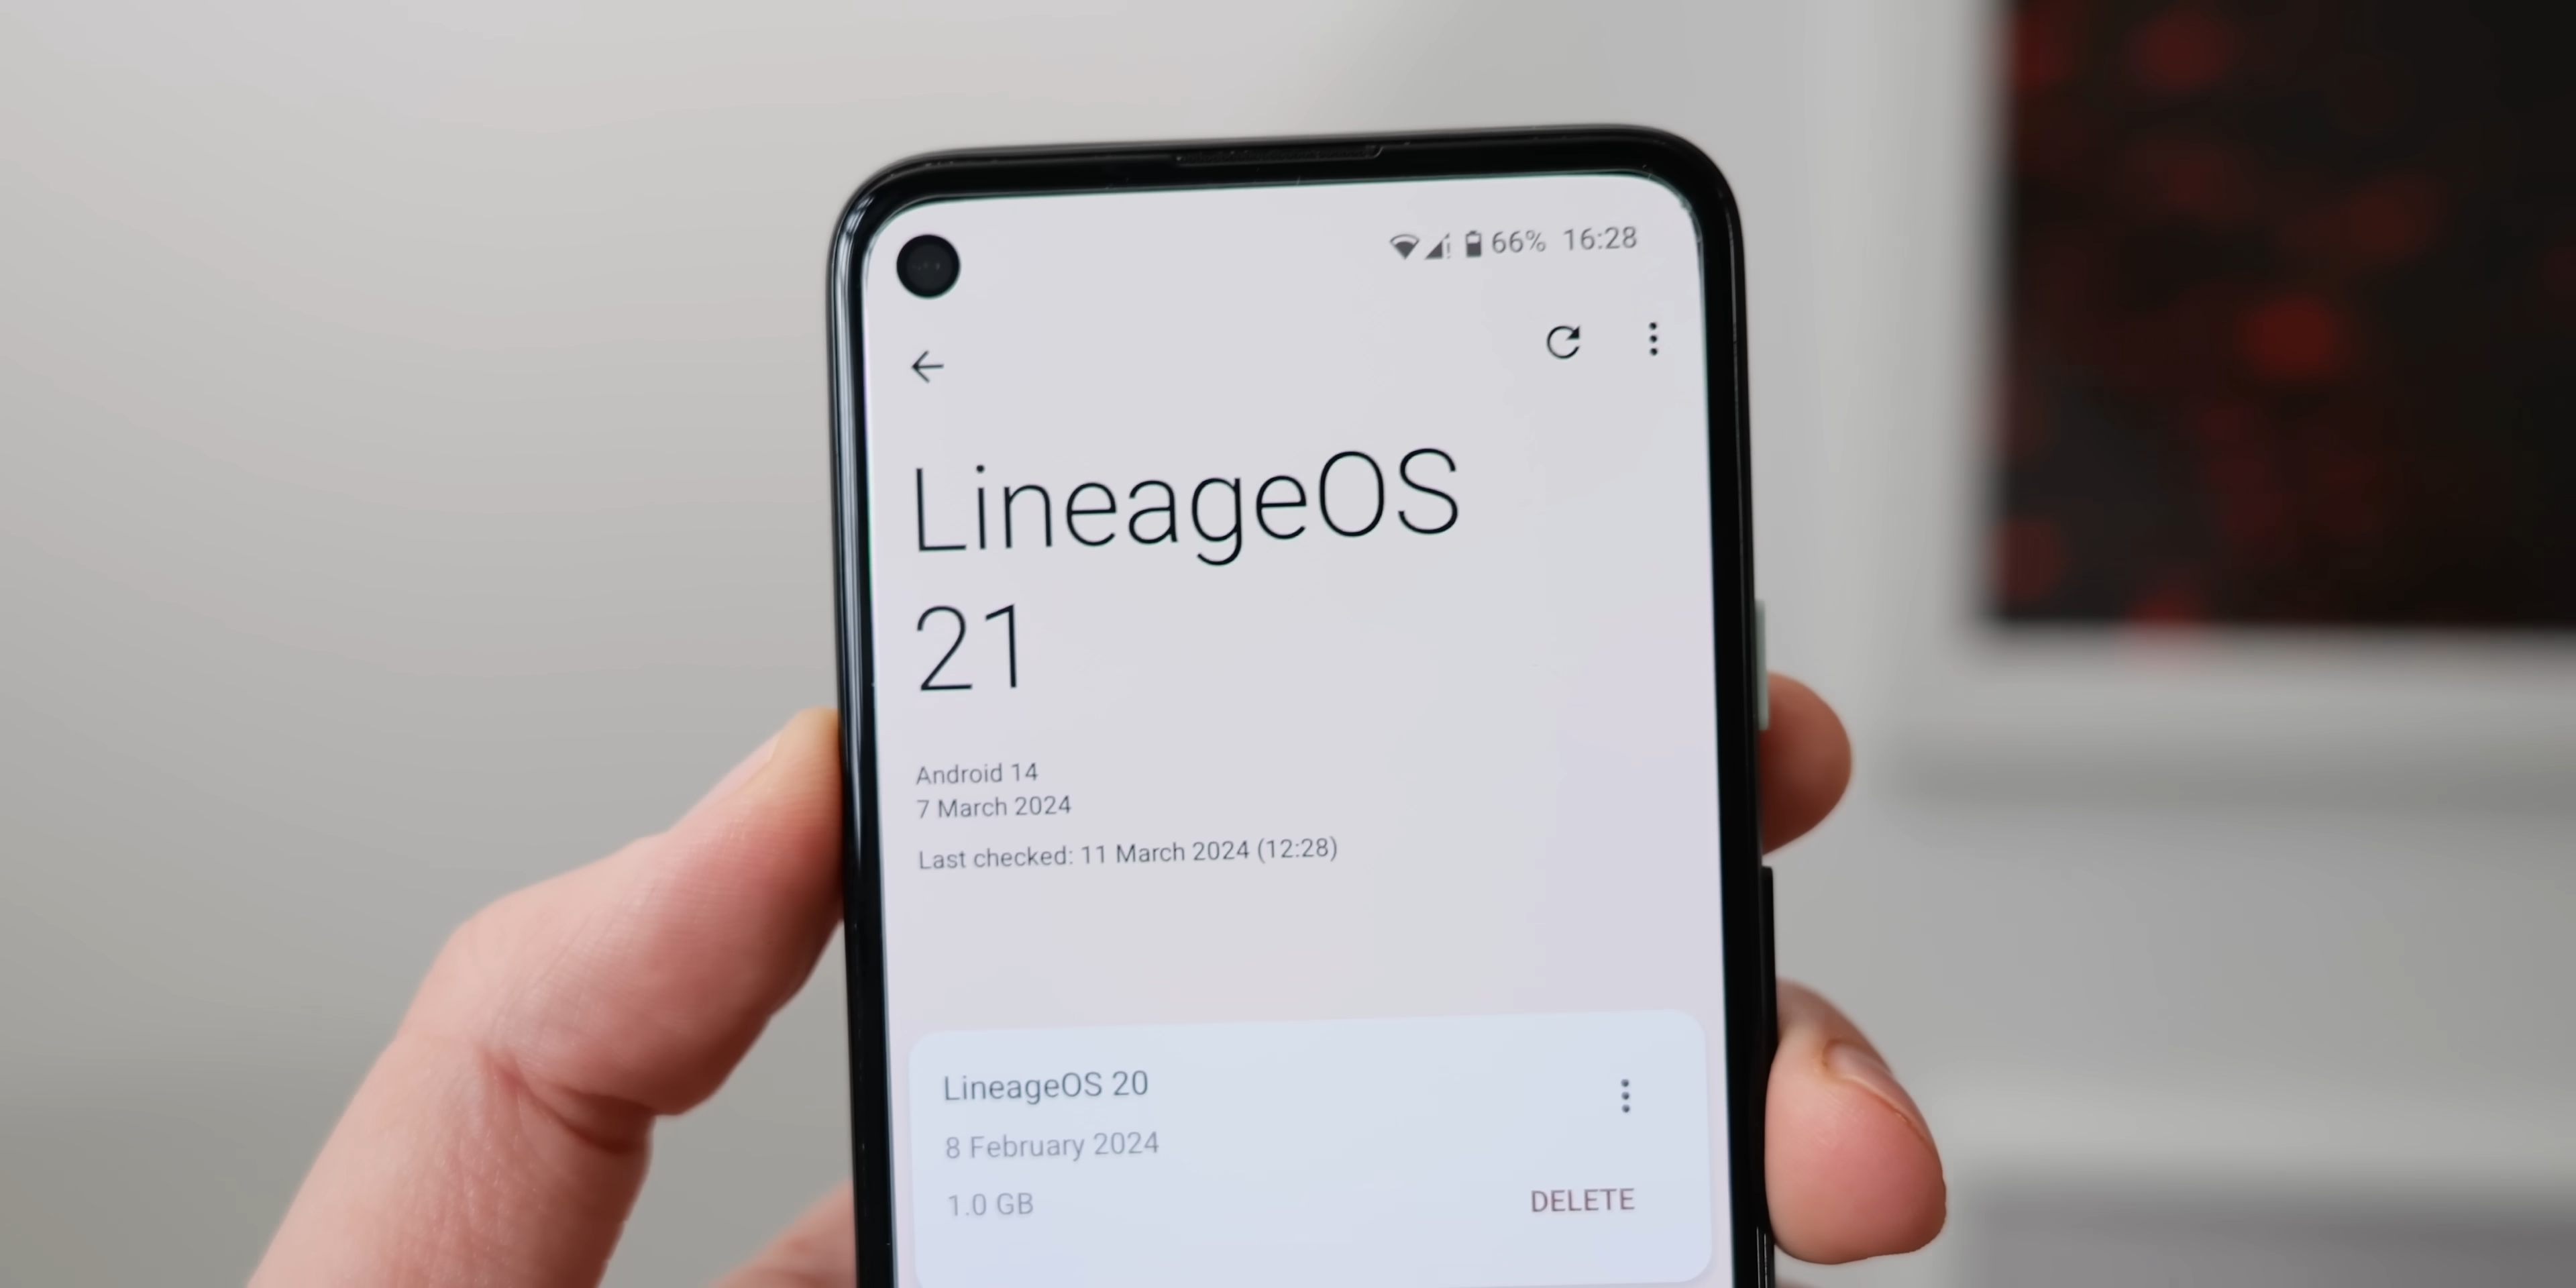 66% 16:28
LineageOS
21
Android 14
7 March 2024
Last checked: 11 March 2024 (12:28)
LineageOS 20
8 February 2024
1.0 GB
DELETE